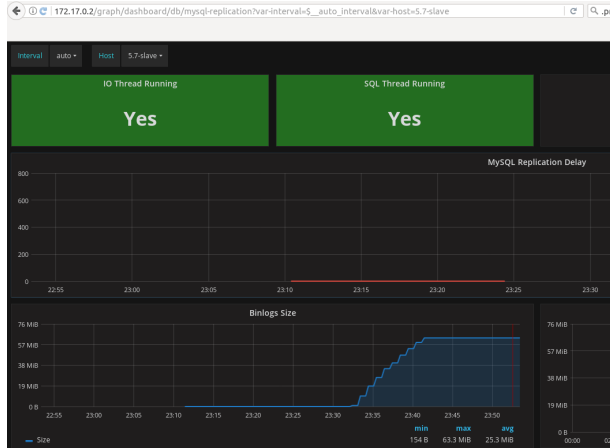 172.17.0.2/graph/dashboard/db/mysql-replication?var-interval=$__auto_interval&var-host=5.7-slave
Interval auto Host 5.7-slave
IO Thread Running SQL Thread Running
Yes Yes
MySQL Replication Delay
800
600
400
200
0
22:55 23:00 23:05 23:10 23:15 23:20 23:25 23:30
Binlogs Size
76 MiB 76 MiB
57 MiB 57 MiB
38 MiB 38 MiB
19 MiB 19 MiB
0 B 0 B
22:55 23:00 23:05 23:10 23:15 23:20 23:25 23:30 23:35 23:40 23:45 23:50 00:00
min max avg
Size 154 B 63.3 MiB 25.3 MiB